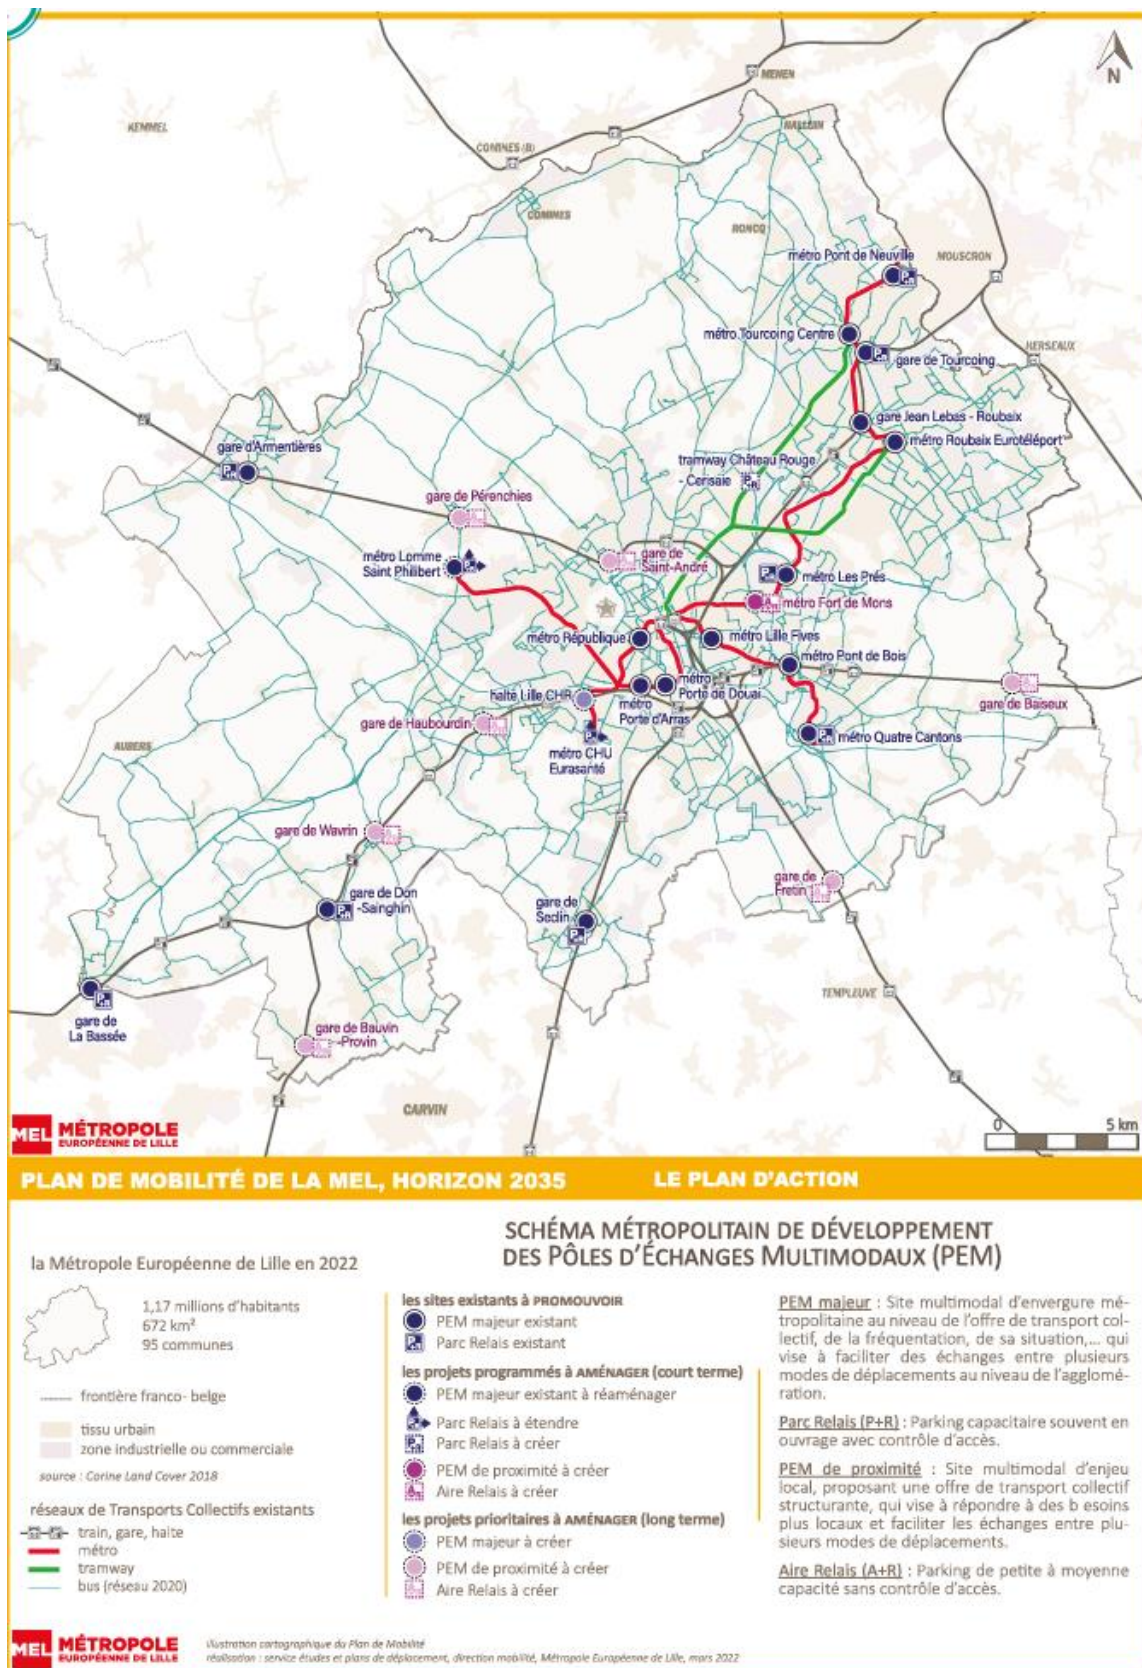 MENEN
KEMMEL
HALLUIN
COMINES (B)
COMINES
RONCQ
métro Pont de Neuville
MOUSCRON
métro Tourcoing Centre
HERSEAUX
gare de Tourcoing
gare Jean Lebas - Roubaix
métro Roubaix Eurotéléport
gare d'Armentières
tramway Château Rouge
- Cerisaie
gare de Pérenchies
métro Lomme
Saint Philibert
gare de
Saint-André
métro Les Prés
métro Fort de Mons
métro République
métro Lille Fives
métro Pont de Bois
halte Lille CHR
métro
Porte de Douai
métro
Porte d'Arras
gare de Baisieux
gare de Haubourdin
métro Quatre Cantons
AUBERS
métro CHU
Eurasanté
gare de Wavrin
gare de
Fretin
gare de Don
-Sainghin
gare de
Seclin
TEMPLEUVE
gare de
La Bassée
gare de Bauvin
-Provin
CARVIN
N
0 5 km
MEL MÉTROPOLE
EUROPÉENNE DE LILLE
PLAN DE MOBILITÉ DE LA MEL, HORIZON 2035 LE PLAN D'ACTION
SCHÉMA MÉTROPOLITAIN DE DÉVELOPPEMENT
DES PÔLES D'ÉCHANGES MULTIMODAUX (PEM)
la Métropole Européenne de Lille en 2022
1,17 millions d'habitants
672 km²
95 communes
frontière franco- belge
tissu urbain
zone industrielle ou commerciale
source : Corine Land Cover 2018
réseaux de Transports Collectifs existants
train, gare, halte
métro
tramway
bus (réseau 2020)
les sites existants à PROMOUVOIR
PEM majeur existant
Parc Relais existant
les projets programmés à AMÉNAGER (court terme)
PEM majeur existant à réaménager
Parc Relais à étendre
Parc Relais à créer
PEM de proximité à créer
Aire Relais à créer
les projets prioritaires à AMÉNAGER (long terme)
PEM majeur à créer
PEM de proximité à créer
Aire Relais à créer
PEM majeur : Site multimodal d'envergure mé-
tropolitaine au niveau de l'offre de transport col-
lectif, de la fréquentation, de sa situation,... qui
vise à faciliter des échanges entre plusieurs
modes de déplacements au niveau de l'agglomé-
ration.
Parc Relais (P+R) : Parking capacitaire souvent en
ouvrage avec contrôle d'accès.
PEM de proximité : Site multimodal d'enjeu
local, proposant une offre de transport collectif
structurante, qui vise à répondre à des b esoins
plus locaux et faciliter les échanges entre plu-
sieurs modes de déplacements.
Aire Relais (A+R) : Parking de petite à moyenne
capacité sans contrôle d'accès.
MEL MÉTROPOLE
EUROPÉENNE DE LILLE
illustration cartographique du Plan de Mobilité
réalisation : service études et plans de déplacement, direction mobilité, Métropole Européenne de Lille, mars 2022